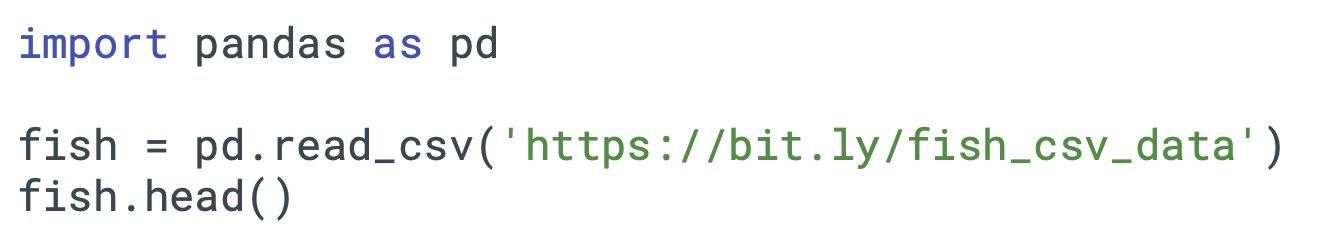 import pandas as pd
fish = pd.read_csv('https://bit.ly/fish_csv_data')
fish.head()